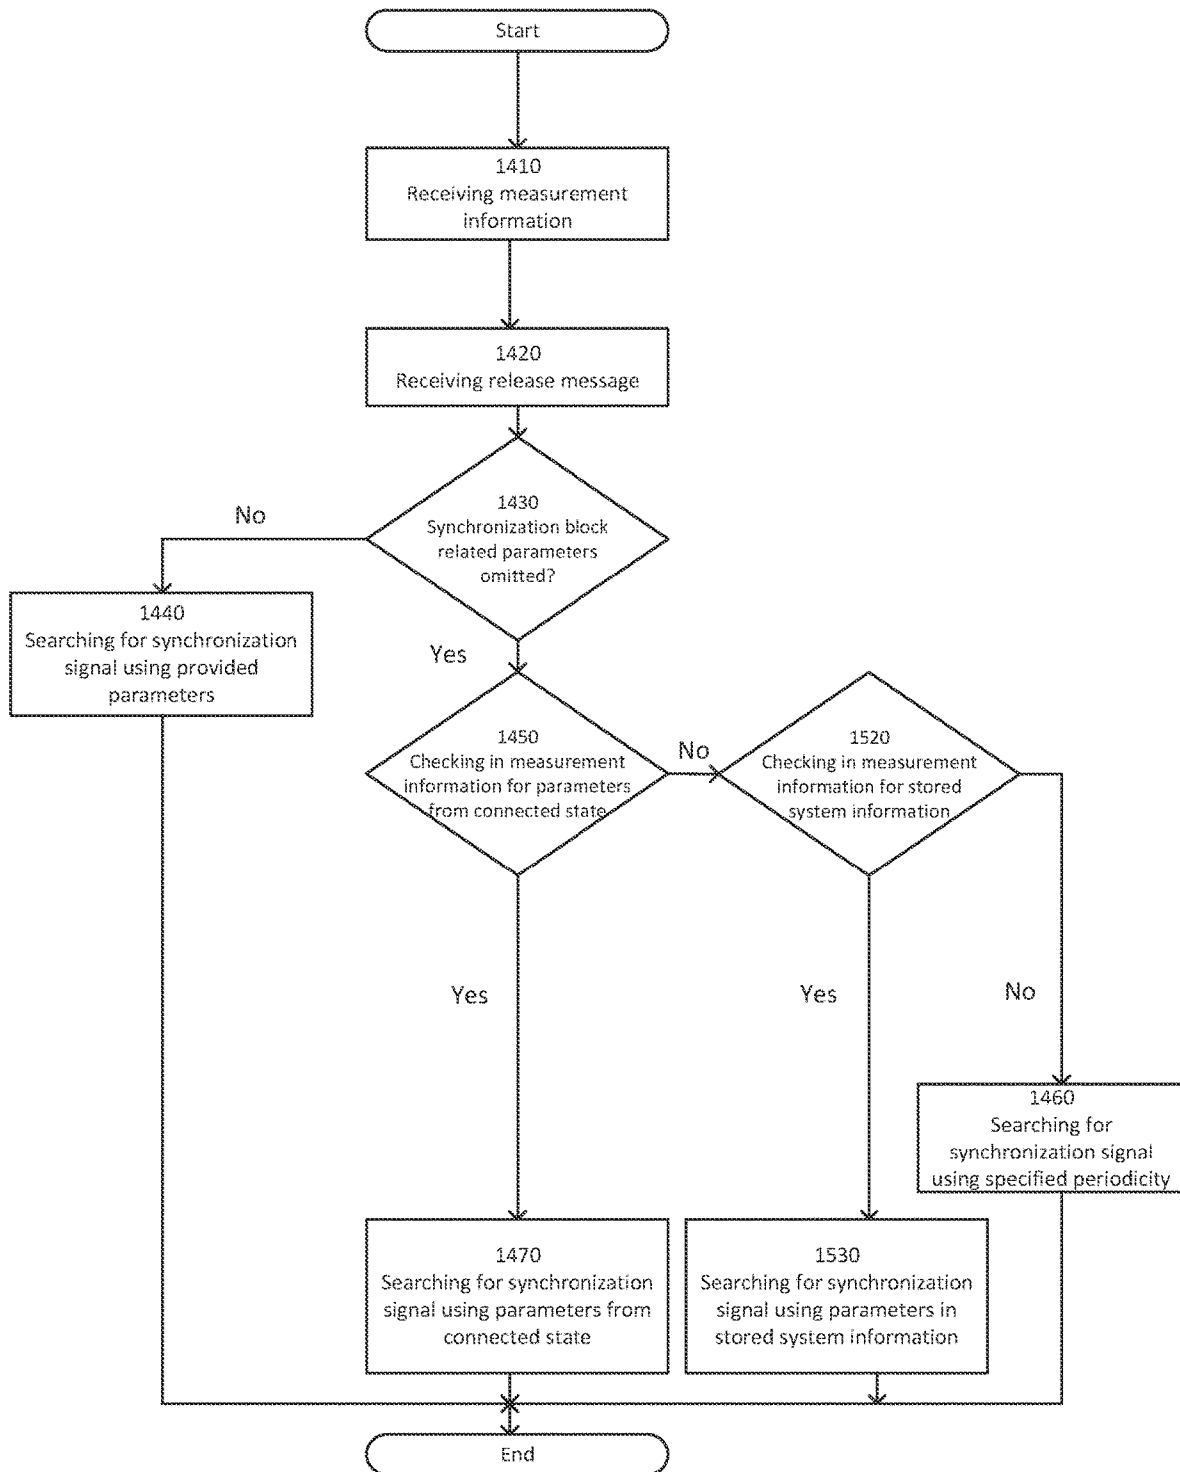 Start
1410
Receiving measurement
information
1420
Receiving release message
1430
Synchronization block
related parameters
omitted?
No
1440
Searching for synchronization
signal using provided
parameters
Yes
1450
Checking in measurement
information for parameters
from connected state
No
1520
Checking in measurement
information for stored
system information
Yes
Yes
No
1460
Searching for
synchronization signal
using specified periodicity
1470
Searching for synchronization
signal using parameters from
connected state
1530
Searching for synchronization
signal using parameters in
stored system information
End